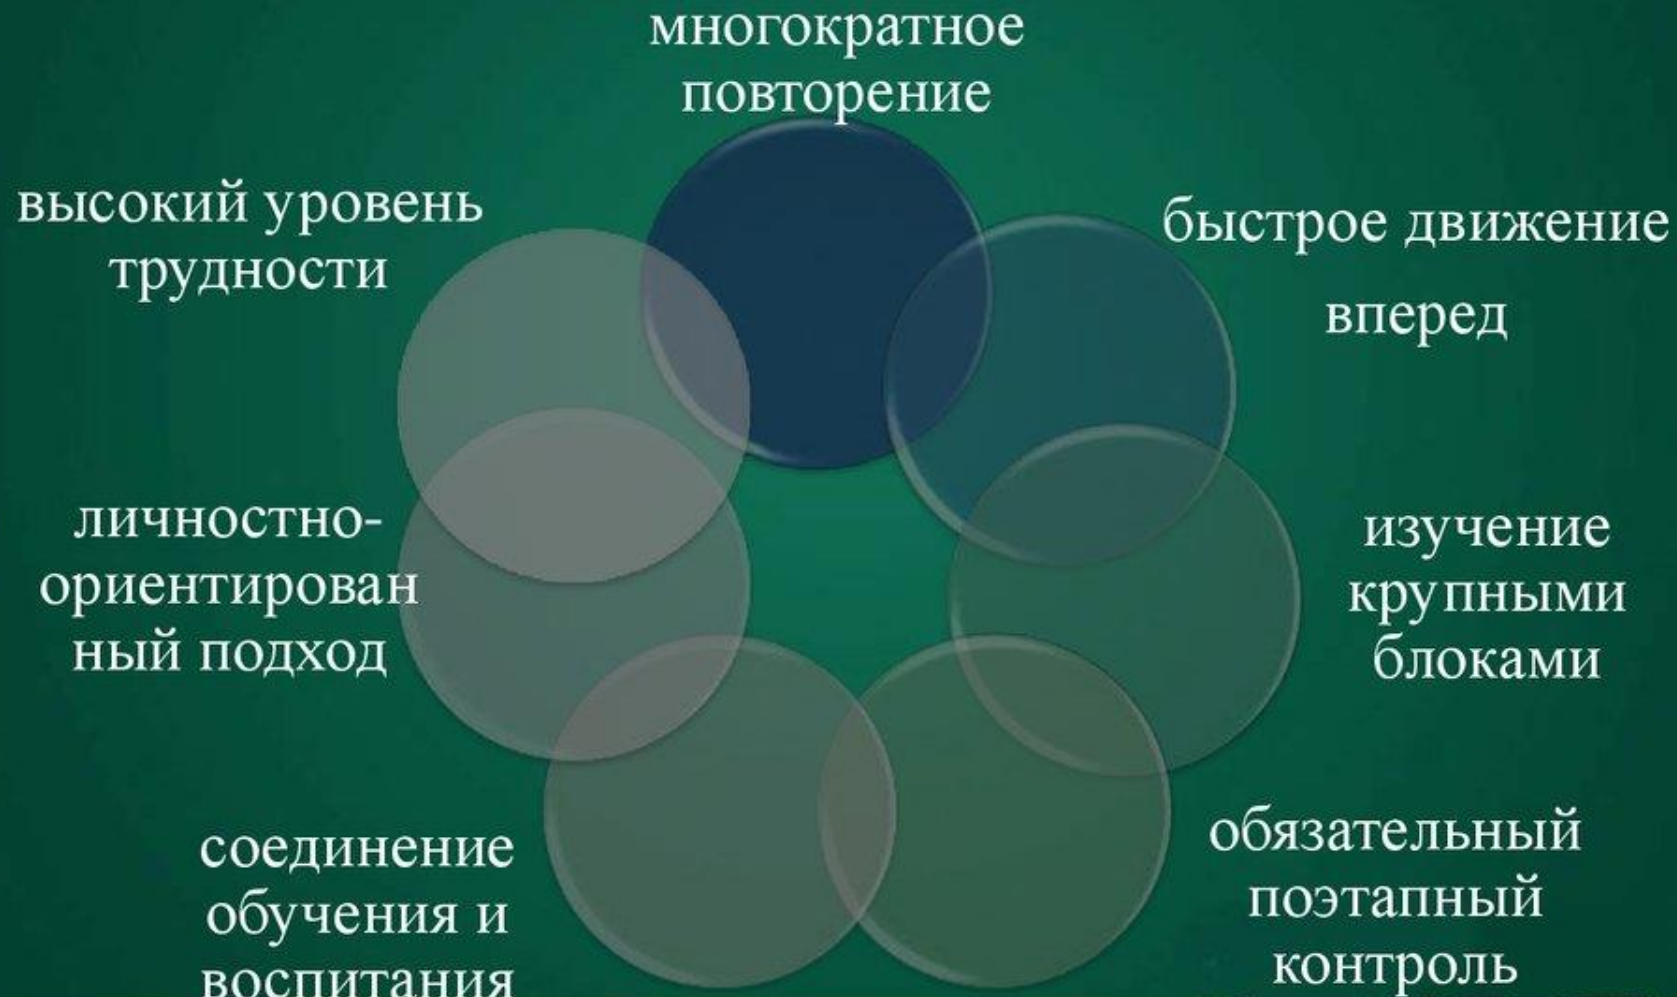 многократное
повторение
быстрое движение
вперед
изучение
крупными
блоками
обязательный
поэтапный
контроль
соединение
обучения и
воспитания
личностно-
ориентирован
ный подход
высокий уровень
трудности